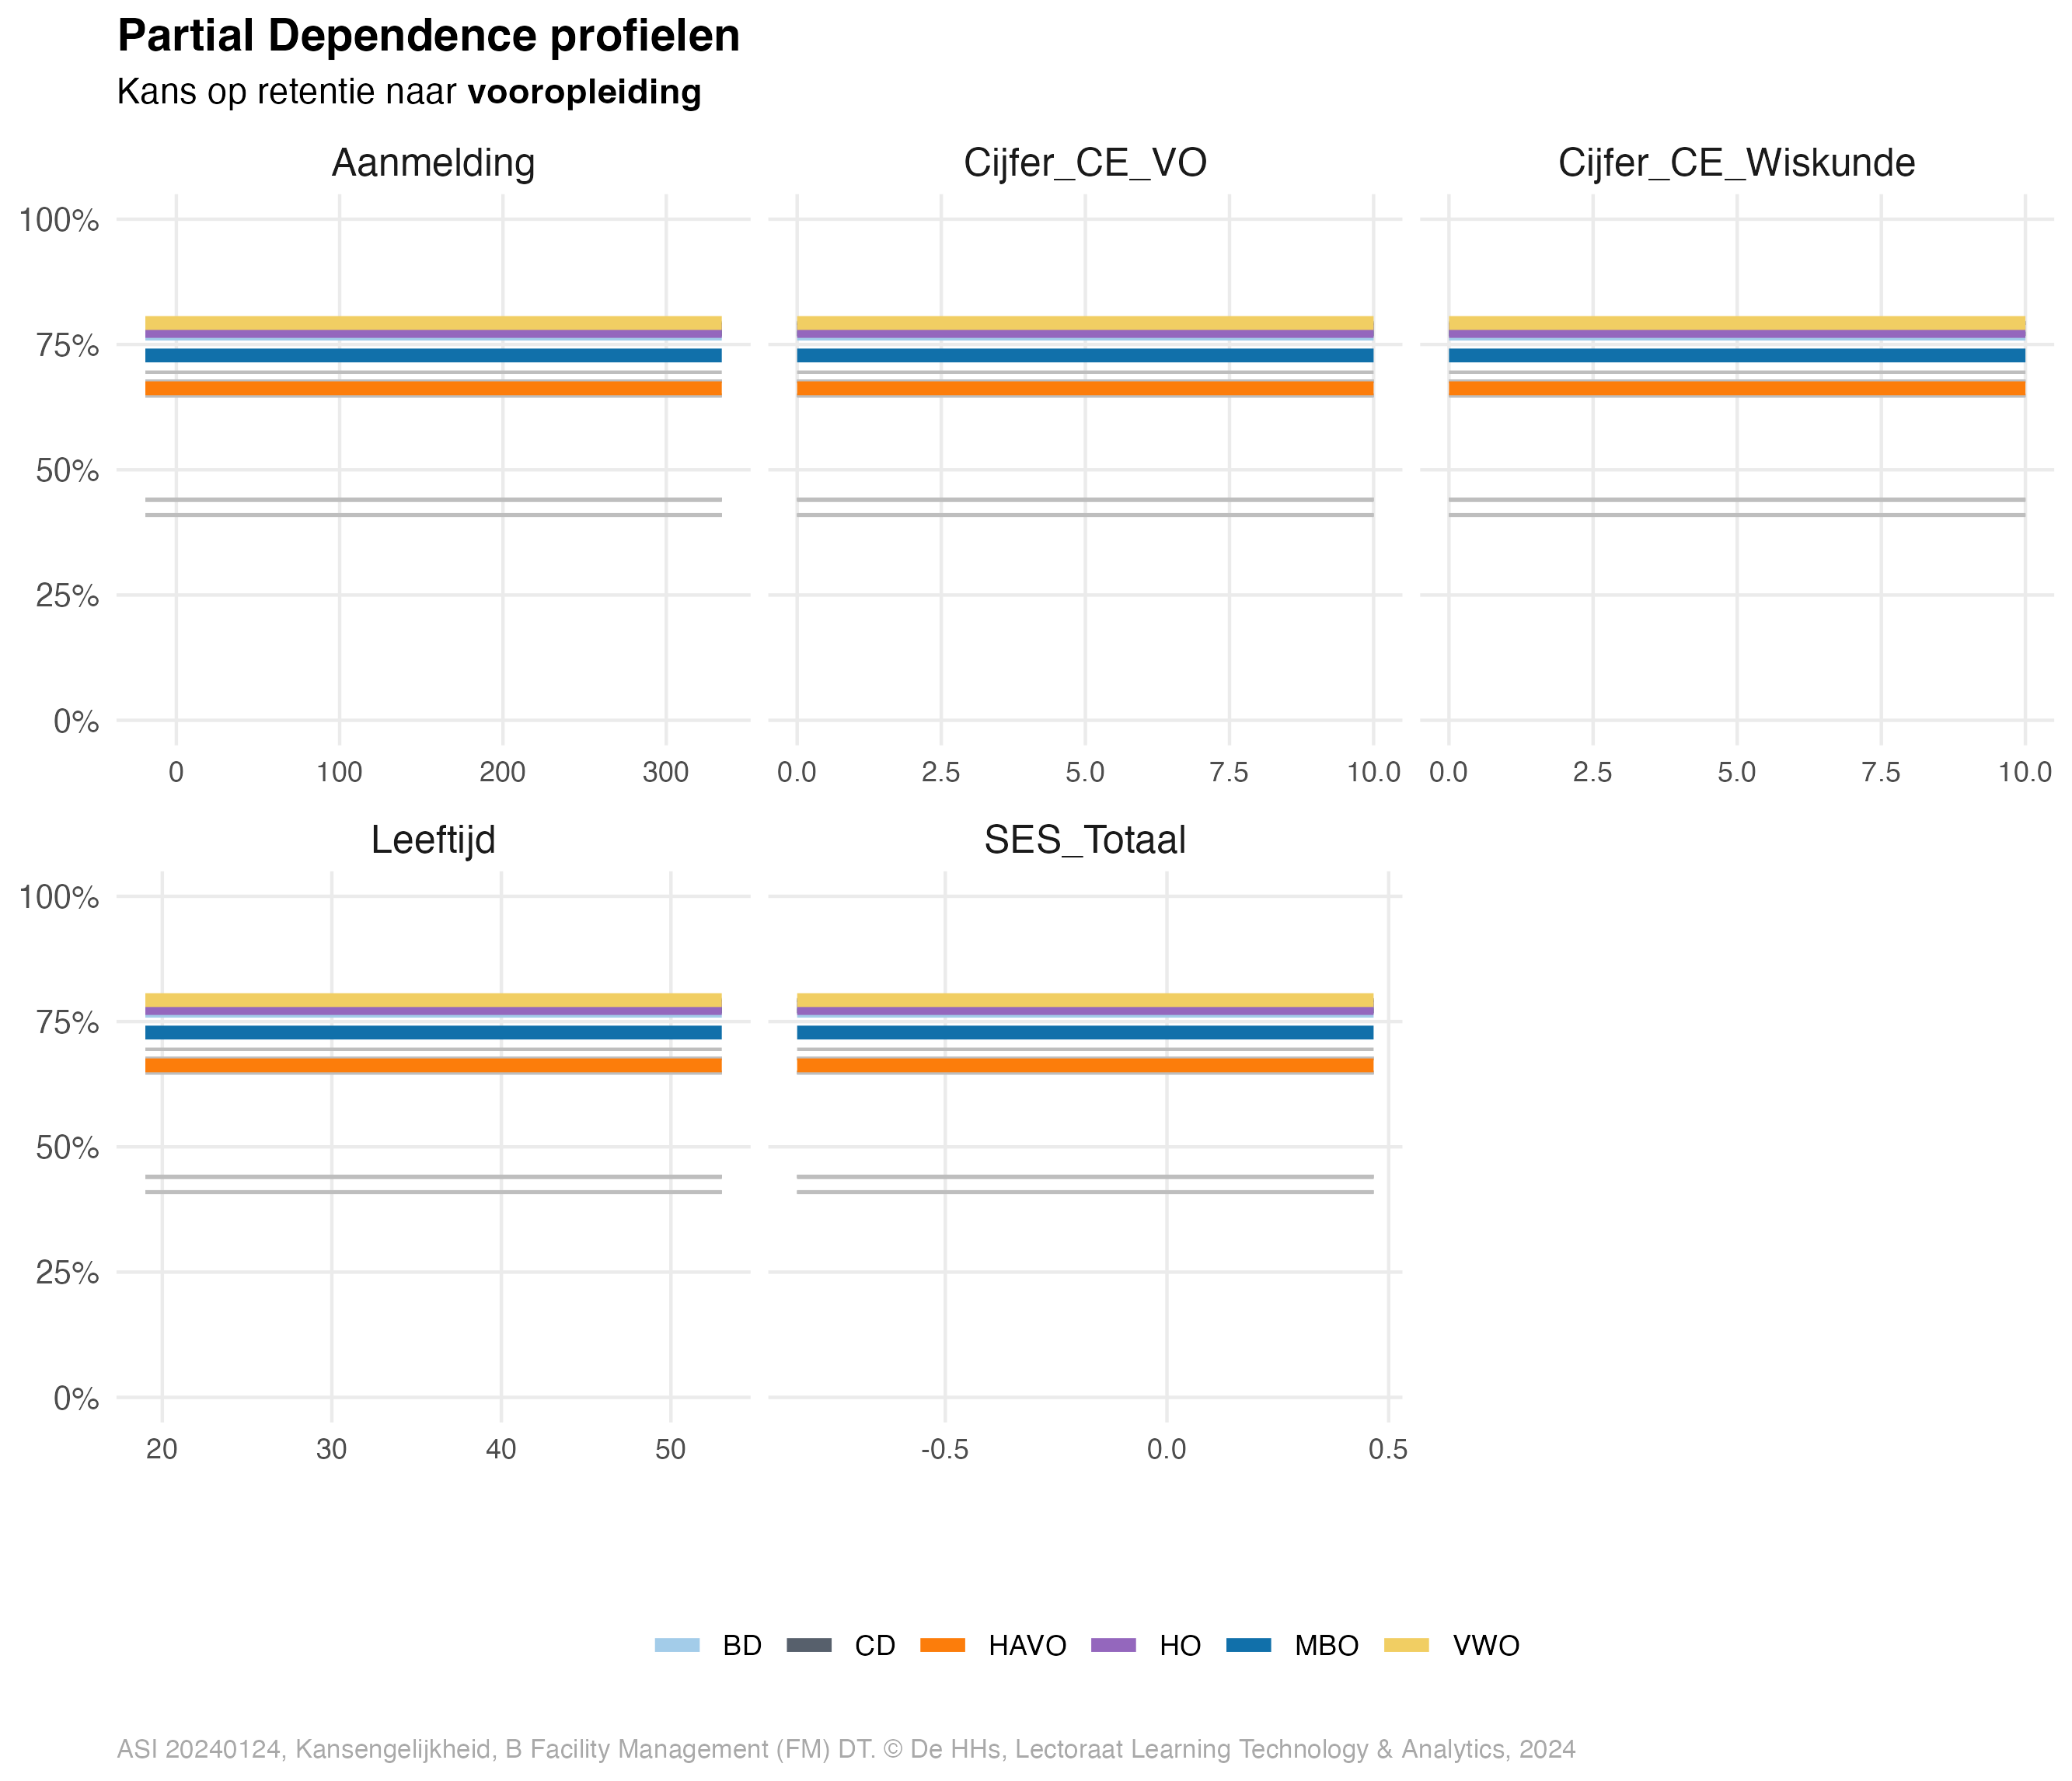 Partial Dependence profielen
Kans op retentie naar vooropleiding
Aanmelding Cijfer_CE_VO Cijfer_CE_Wiskunde
100%
75%
50%
25%
0%
0 100 200 300 0.0 2.5 5.0 7.5 10.0 0.0 2.5 5.0 7.5 10.0
Leeftijd SES_Totaal
100%
75%
50%
25%
0%
20 30 40 50 -0.5 0.0 0.5
BD CD HAVO HO MBO VWO
ASI 20240124, Kansengelijkheid, B Facility Management (FM) DT. © De HHs, Lectoraat Learning Technology & Analytics, 2024